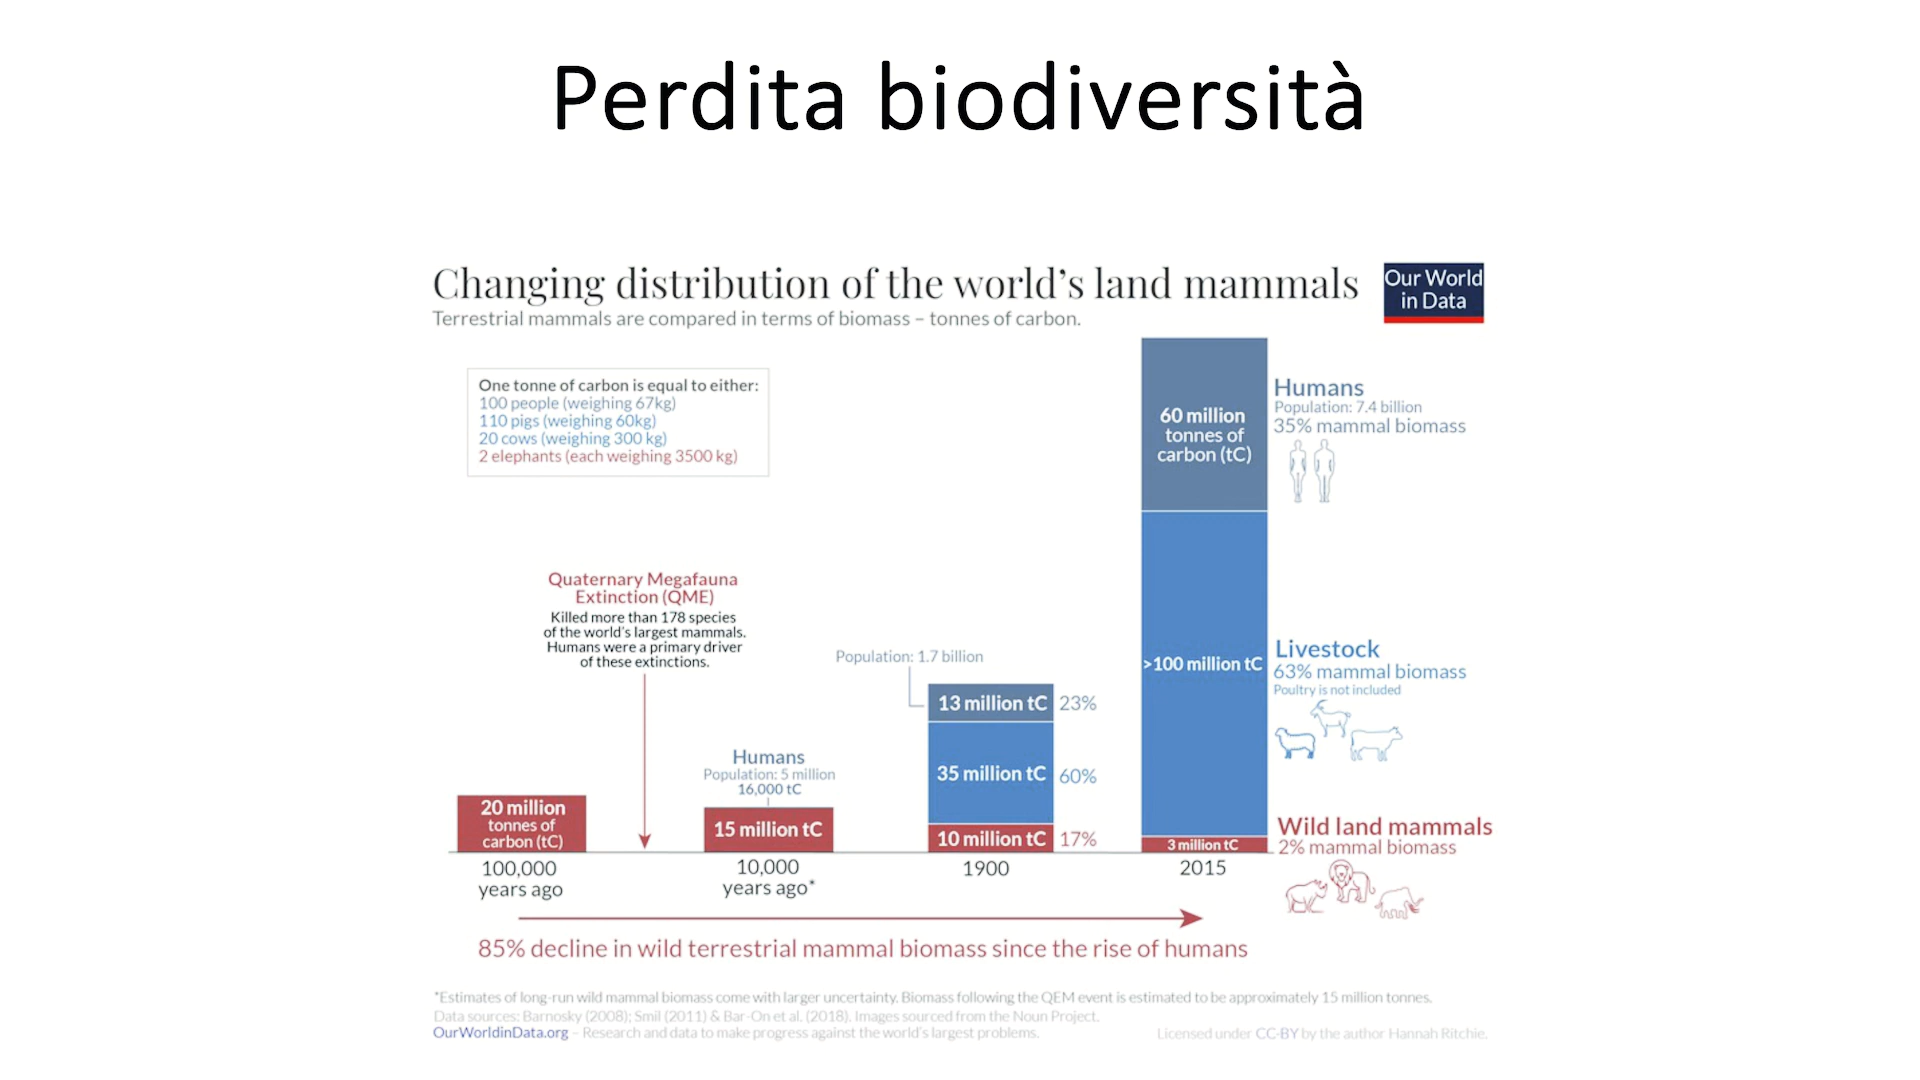 Perdita biodiversità
Changing distribution of the world's land mammals
Our World
in Data
Terrestrial mammals are compared in terms of biomass – tonnes of carbon.
One tonne of carbon is equal to either:
100 people (weighing 67kg)
110 pigs (weighing 60kg)
20 cows (weighing 300 kg)
2 elephants (each weighing 3500 kg)
60 million
tonnes of
carbon (tC)
Humans
Population: 7.4 billion
35% mammal biomass
Quaternary Megafauna
Extinction (QME)
Killed more than 178 species
of the world's largest mammals.
Humans were a primary driver
of these extinctions.
Population: 1.7 billion
>100 million tC
Livestock
63% mammal biomass
Poultry is not included
13 million tC 23%
35 million tC 60%
10 million tC 17%
Humans
Population: 5 million
16,000 tC
20 million
tonnes of
carbon (tC)
15 million tC
3 million tC
Wild land mammals
2% mammal biomass
100,000
years ago
10,000
years ago*
1900
2015
85% decline in wild terrestrial mammal biomass since the rise of humans
*Estimates of long-run wild mammal biomass come with larger uncertainty. Biomass following the QEM event is estimated to be approximately 15 million tonnes.
Data sources: Barnosky (2008); Smil (2011) & Bar-On et al. (2018). Images sourced from the Noun Project.
OurWorldinData.org – Research and data to make progress against the world's largest problems.
Licensed under CC-BY by the author Hannah Ritchie.